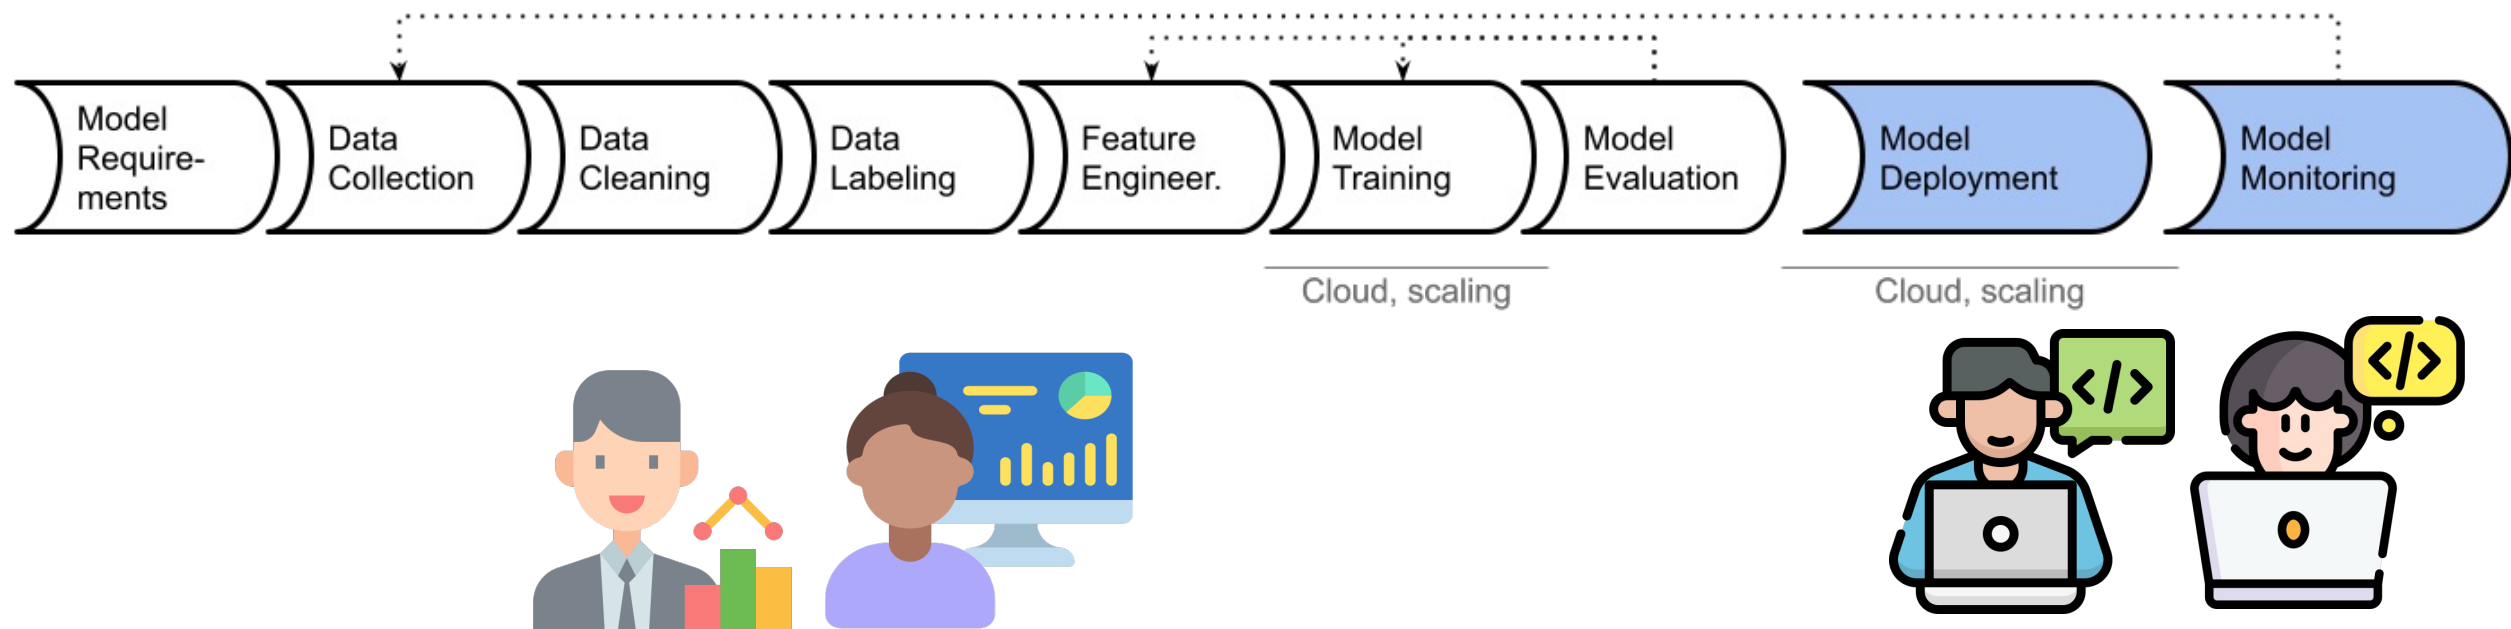 Model
Require-
ments
Data
Collection
Data
Cleaning
Data
Labeling
Feature
Engineer.
Model
Training
Model
Evaluation
Model
Deployment
Model
Monitoring
Cloud, scaling
Cloud, scaling
</>
</>